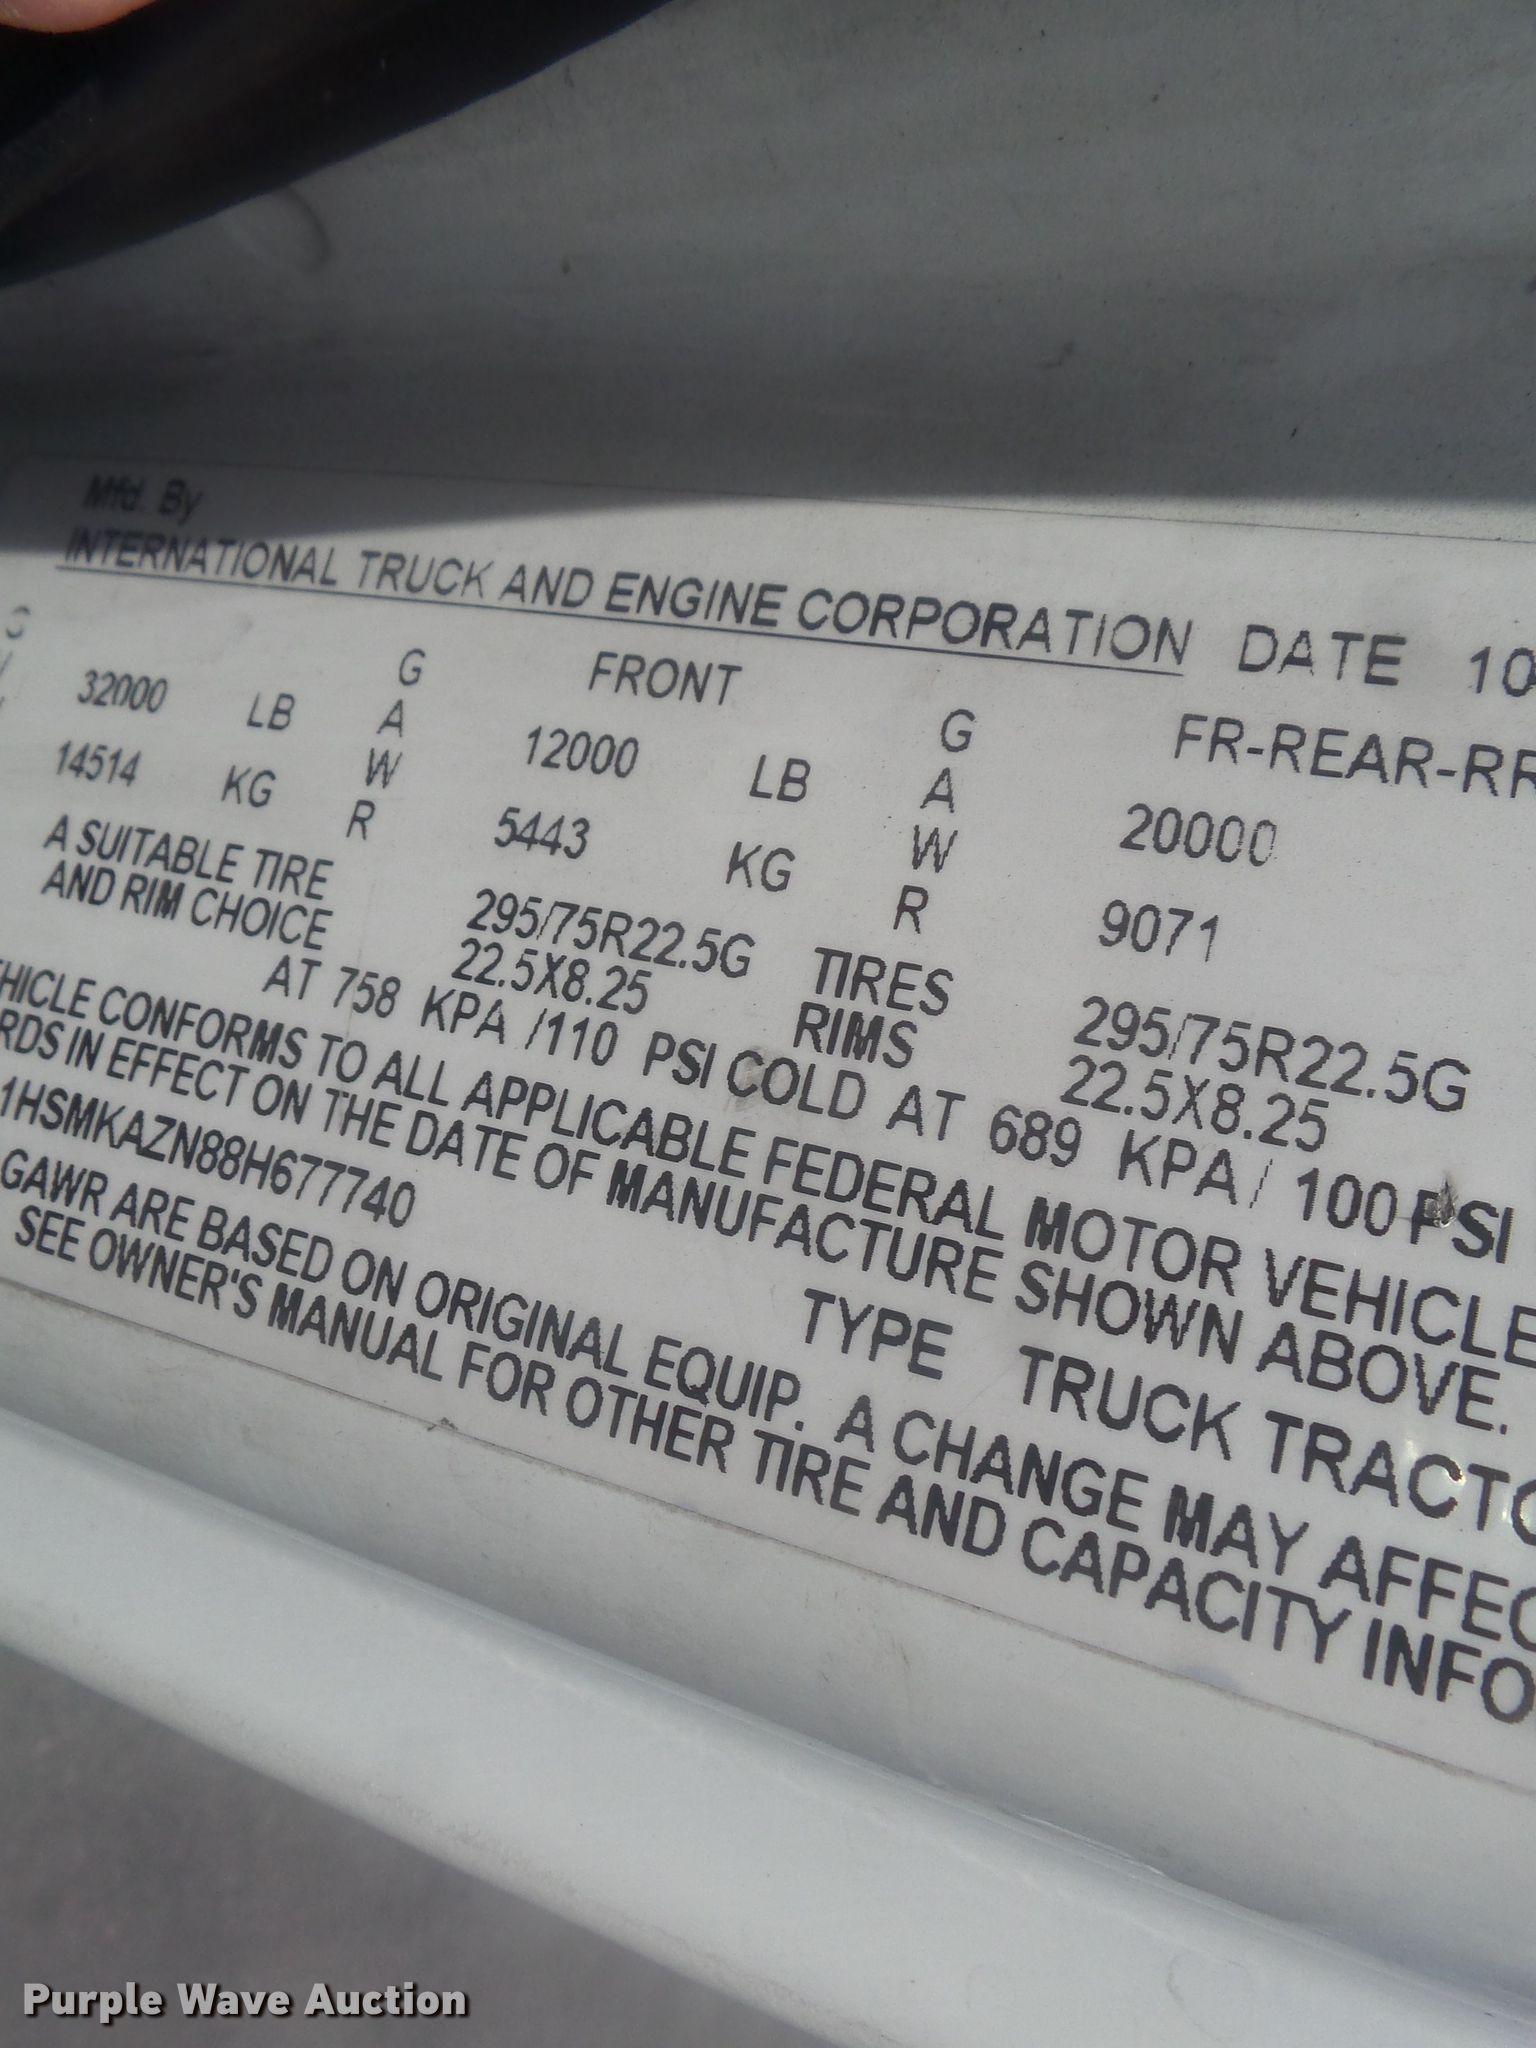 Mfd. By
INTERNATIONAL TRUCK AND ENGINE CORPORATION DATE 10
32000 LB G FRONT G FR-REAR-RR
14514 KG A 12000 LB A 20000
W 5443 KG W 9071
R R
A SUITABLE TIRE 295/75R22.5G TIRES 295/75R22.5G
AND RIM CHOICE 22.5X8.25 RIMS 22.5X8.25
AT 758 KPA /110 PSI COLD AT 689 KPA / 100 PSI
HICLE CONFORMS TO ALL APPLICABLE FEDERAL MOTOR VEHICLE
RDS IN EFFECT ON THE DATE OF MANUFACTURE SHOWN ABOVE.
1HSMKAZN88H677740 TYPE TRUCK TRACTO
GAWR ARE BASED ON ORIGINAL EQUIP. A CHANGE MAY AFFEC
SEE OWNER'S MANUAL FOR OTHER TIRE AND CAPACITY INFO
Purple Wave Auction